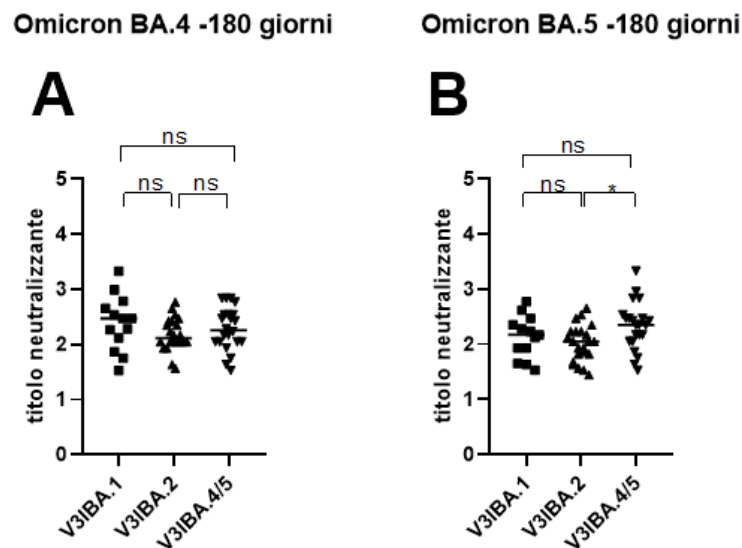 Omicron BA.4 -180 giorni
A
ns
ns
ns
titolo neutralizzante
5
4
3
2
1
0
V3IBA.1
V3IBA.2
V3IBA.4/5
Omicron BA.5 -180 giorni
B
ns
ns
*
titolo neutralizzante
5
4
3
2
1
0
V3IBA.1
V3IBA.2
V3IBA.4/5